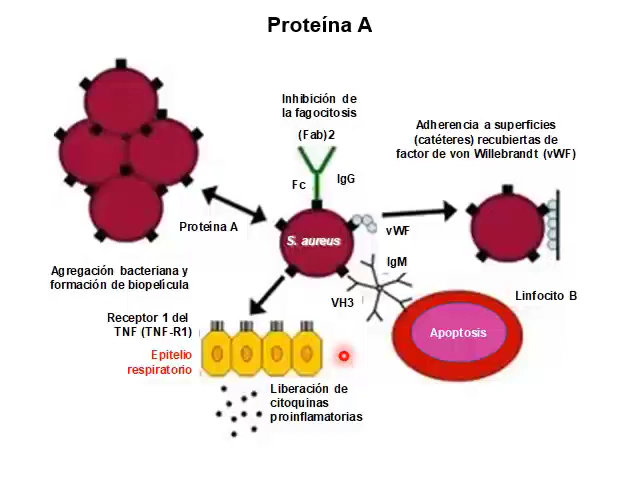 Proteína A
Inhibición de
la fagocitosis
(Fab)2
Fc
IgG
Adherencia a superficies
(catéteres) recubiertas de
factor de von Willebrandt (vWF)
Proteína A
S. aureus
vWF
IgM
VH3
Linfocito B
Apoptosis
Agregación bacteriana y
formación de biopelícula
Receptor 1 del
TNF (TNF-R1)
Epitelio
respiratorio
Liberación de
citoquinas
proinflamatorias